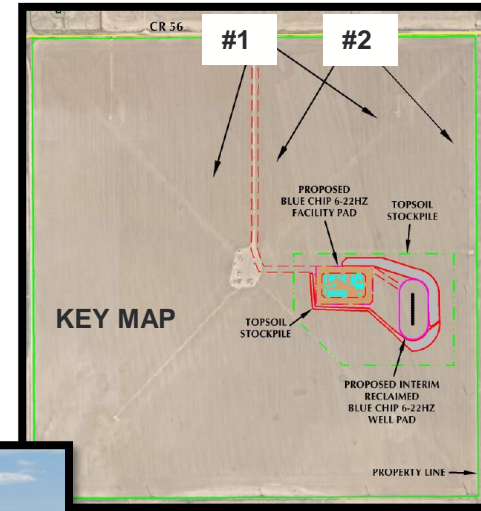 CR 56
#1
#2
PROPOSED
BLUE CHIP 6-22HZ
FACILITY PAD
TOPSOIL
STOCKPILE
KEY MAP
TOPSOIL
STOCKPILE
PROPOSED INTERIM
RECLAIMED
BLUE CHIP 6-22HZ
WELL PAD
PROPERTY LINE